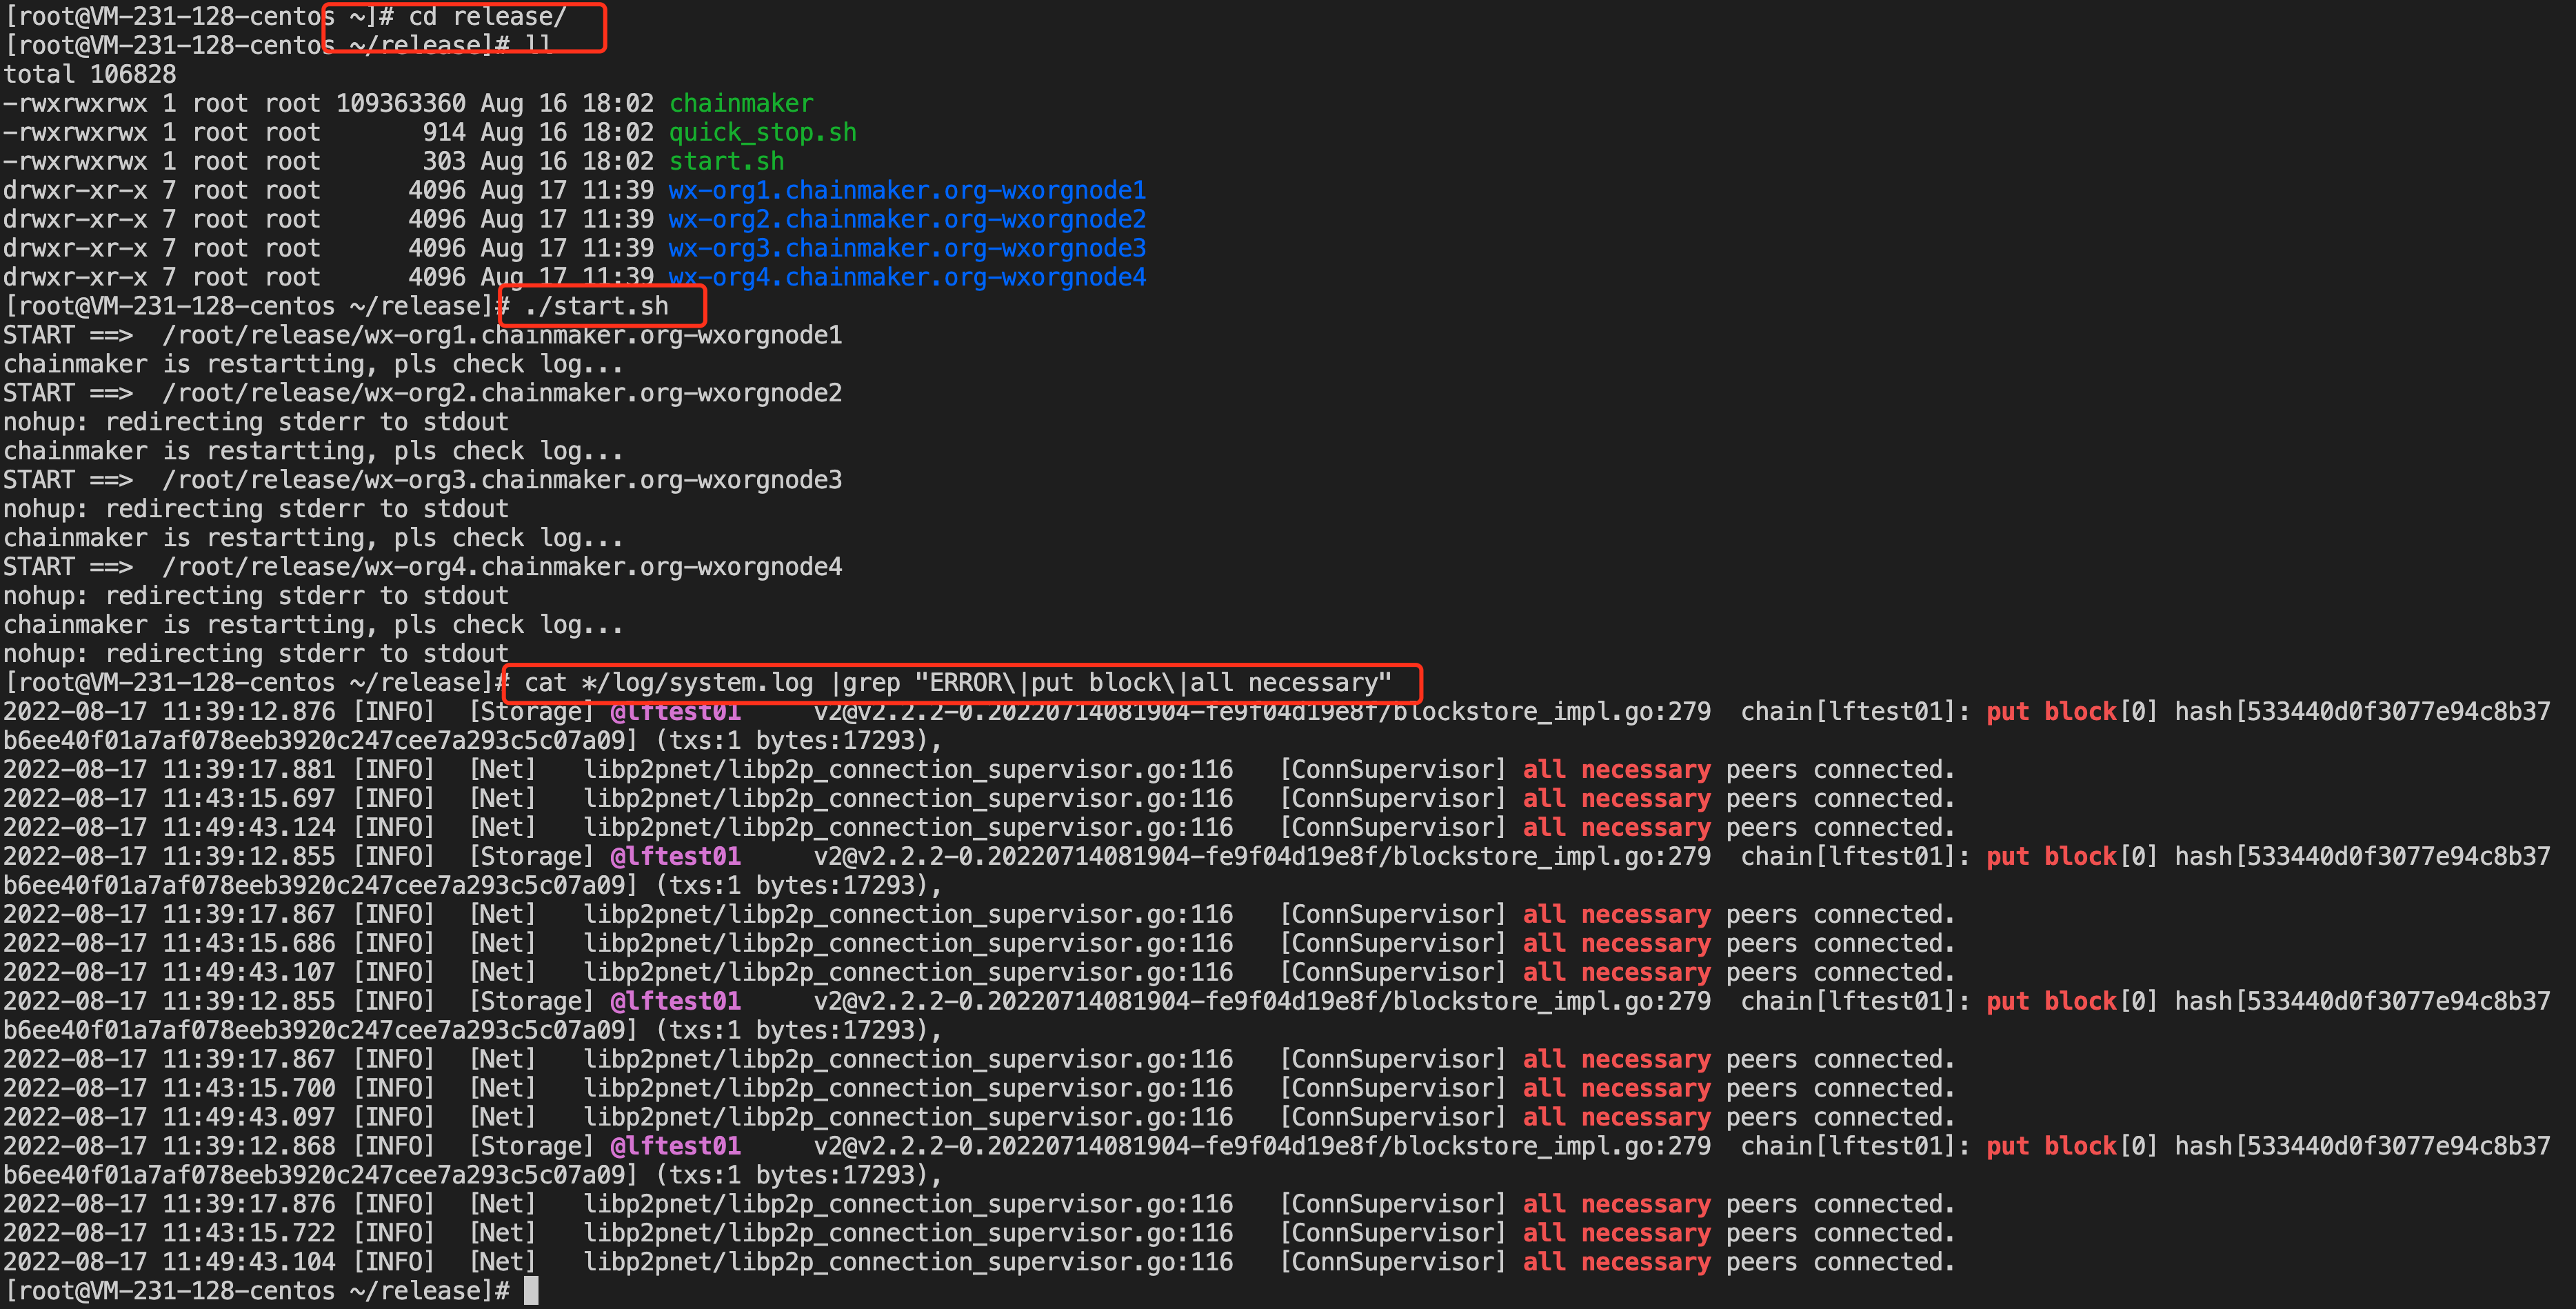 [root@VM-231-128-centos ~]# cd release/
[root@VM-231-128-centos ~/release]# ll
total 106828
-rwxrwxrwx 1 root root 109363360 Aug 16 18:02 chainmaker
-rwxrwxrwx 1 root root       914 Aug 16 18:02 quick_stop.sh
-rwxrwxrwx 1 root root       303 Aug 16 18:02 start.sh
drwxr-xr-x 7 root root      4096 Aug 17 11:39 wx-org1.chainmaker.org-wxorgnode1
drwxr-xr-x 7 root root      4096 Aug 17 11:39 wx-org2.chainmaker.org-wxorgnode2
drwxr-xr-x 7 root root      4096 Aug 17 11:39 wx-org3.chainmaker.org-wxorgnode3
drwxr-xr-x 7 root root      4096 Aug 17 11:39 wx-org4.chainmaker.org-wxorgnode4
[root@VM-231-128-centos ~/release]# ./start.sh
START ==>  /root/release/wx-org1.chainmaker.org-wxorgnode1
chainmaker is restartting, pls check log...
START ==>  /root/release/wx-org2.chainmaker.org-wxorgnode2
nohup: redirecting stderr to stdout
chainmaker is restartting, pls check log...
START ==>  /root/release/wx-org3.chainmaker.org-wxorgnode3
nohup: redirecting stderr to stdout
chainmaker is restartting, pls check log...
START ==>  /root/release/wx-org4.chainmaker.org-wxorgnode4
nohup: redirecting stderr to stdout
chainmaker is restartting, pls check log...
nohup: redirecting stderr to stdout
[root@VM-231-128-centos ~/release]# cat */log/system.log |grep "ERROR\|put block\|all necessary"
2022-08-17 11:39:12.876 [INFO]  [Storage] @lftest01     v2@v2.2.2-0.20220714081904-fe9f04d19e8f/blockstore_impl.go:279  chain[lftest01]: put block[0] hash[533440d0f3077e94c8b37
b6ee40f01a7af078eeb3920c247cee7a293c5c07a09] (txs:1 bytes:17293),
2022-08-17 11:39:17.881 [INFO]  [Net]   libp2pnet/libp2p_connection_supervisor.go:116   [ConnSupervisor] all necessary peers connected.
2022-08-17 11:43:15.697 [INFO]  [Net]   libp2pnet/libp2p_connection_supervisor.go:116   [ConnSupervisor] all necessary peers connected.
2022-08-17 11:49:43.124 [INFO]  [Net]   libp2pnet/libp2p_connection_supervisor.go:116   [ConnSupervisor] all necessary peers connected.
2022-08-17 11:39:12.855 [INFO]  [Storage] @lftest01     v2@v2.2.2-0.20220714081904-fe9f04d19e8f/blockstore_impl.go:279  chain[lftest01]: put block[0] hash[533440d0f3077e94c8b37
b6ee40f01a7af078eeb3920c247cee7a293c5c07a09] (txs:1 bytes:17293),
2022-08-17 11:39:17.867 [INFO]  [Net]   libp2pnet/libp2p_connection_supervisor.go:116   [ConnSupervisor] all necessary peers connected.
2022-08-17 11:43:15.686 [INFO]  [Net]   libp2pnet/libp2p_connection_supervisor.go:116   [ConnSupervisor] all necessary peers connected.
2022-08-17 11:49:43.107 [INFO]  [Net]   libp2pnet/libp2p_connection_supervisor.go:116   [ConnSupervisor] all necessary peers connected.
2022-08-17 11:39:12.855 [INFO]  [Storage] @lftest01     v2@v2.2.2-0.20220714081904-fe9f04d19e8f/blockstore_impl.go:279  chain[lftest01]: put block[0] hash[533440d0f3077e94c8b37
b6ee40f01a7af078eeb3920c247cee7a293c5c07a09] (txs:1 bytes:17293),
2022-08-17 11:39:17.867 [INFO]  [Net]   libp2pnet/libp2p_connection_supervisor.go:116   [ConnSupervisor] all necessary peers connected.
2022-08-17 11:43:15.700 [INFO]  [Net]   libp2pnet/libp2p_connection_supervisor.go:116   [ConnSupervisor] all necessary peers connected.
2022-08-17 11:49:43.097 [INFO]  [Net]   libp2pnet/libp2p_connection_supervisor.go:116   [ConnSupervisor] all necessary peers connected.
2022-08-17 11:39:12.868 [INFO]  [Storage] @lftest01     v2@v2.2.2-0.20220714081904-fe9f04d19e8f/blockstore_impl.go:279  chain[lftest01]: put block[0] hash[533440d0f3077e94c8b37
b6ee40f01a7af078eeb3920c247cee7a293c5c07a09] (txs:1 bytes:17293),
2022-08-17 11:39:17.876 [INFO]  [Net]   libp2pnet/libp2p_connection_supervisor.go:116   [ConnSupervisor] all necessary peers connected.
2022-08-17 11:43:15.722 [INFO]  [Net]   libp2pnet/libp2p_connection_supervisor.go:116   [ConnSupervisor] all necessary peers connected.
2022-08-17 11:49:43.104 [INFO]  [Net]   libp2pnet/libp2p_connection_supervisor.go:116   [ConnSupervisor] all necessary peers connected.
[root@VM-231-128-centos ~/release]#